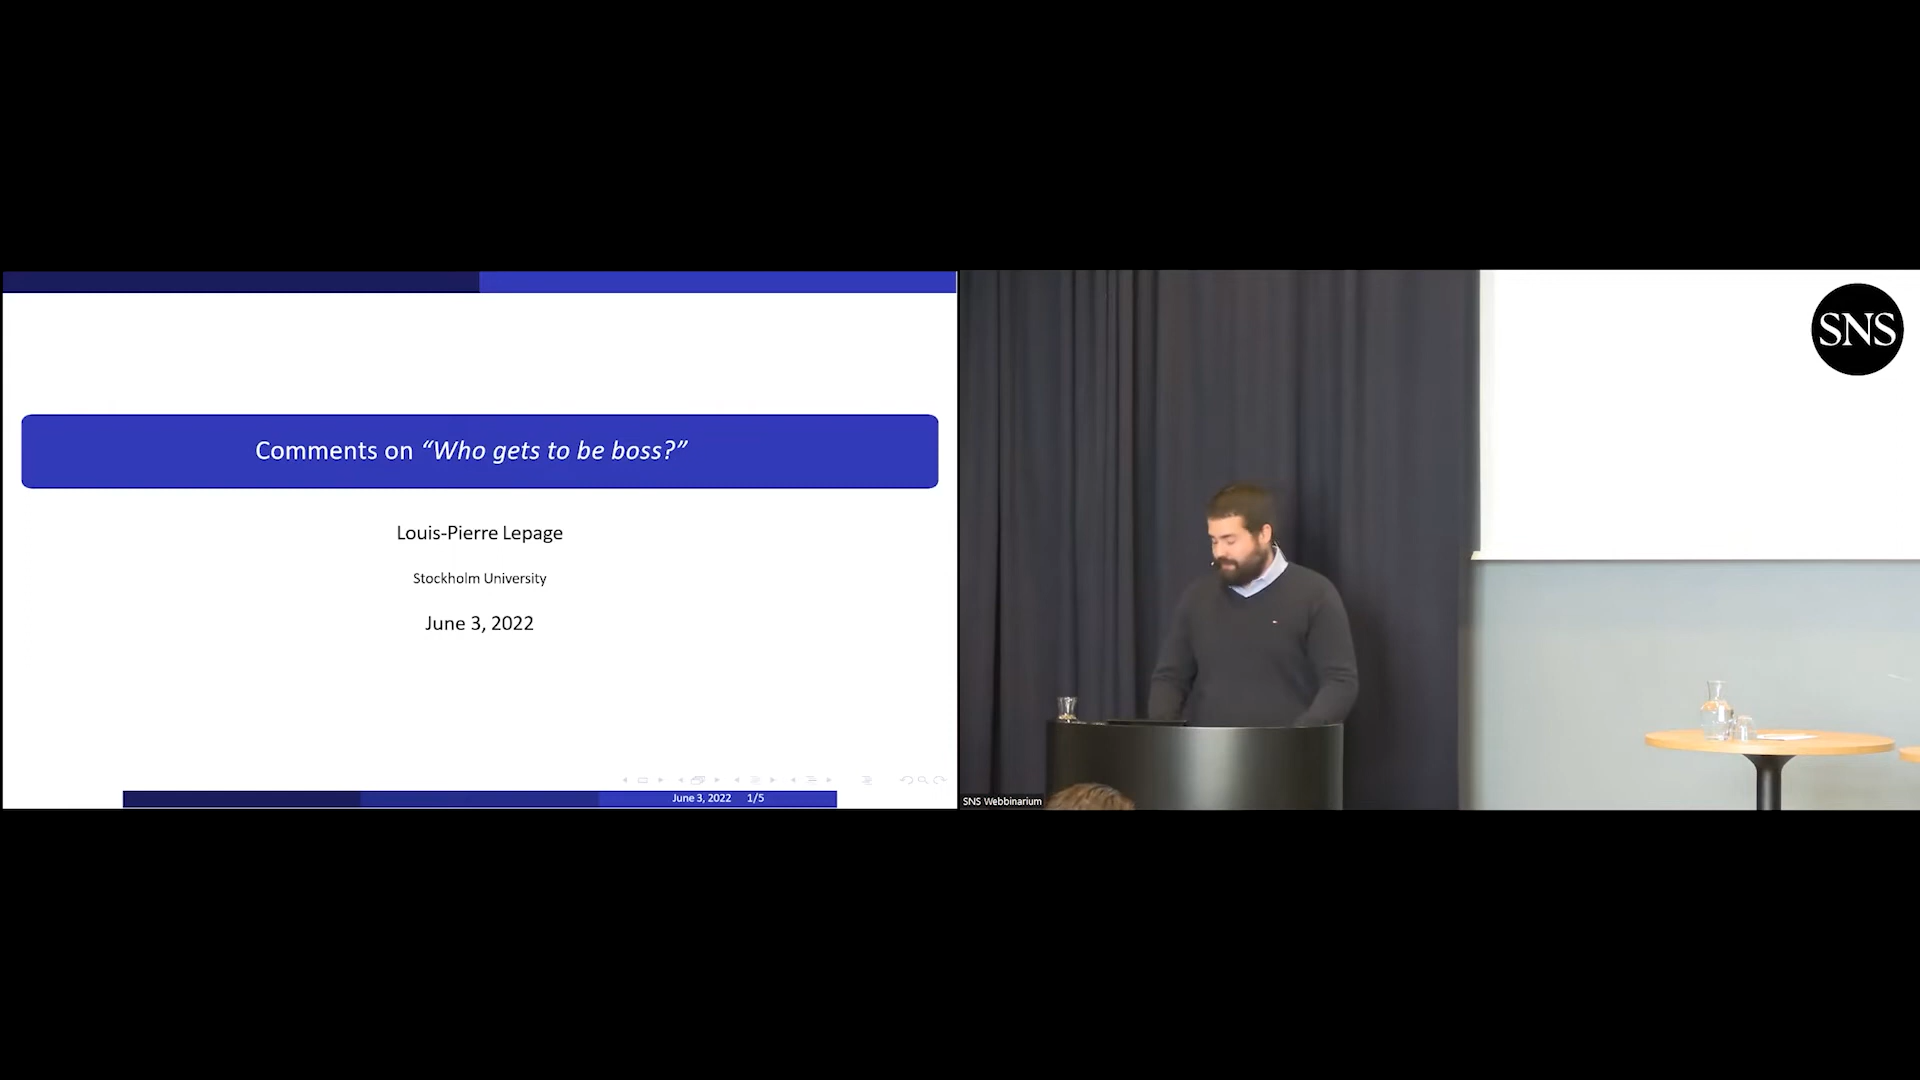 Comments on “Who gets to be boss?”
Louis-Pierre Lepage
Stockholm University
June 3, 2022
June 3, 2022 1/5
SNS
SNS Webbinarium